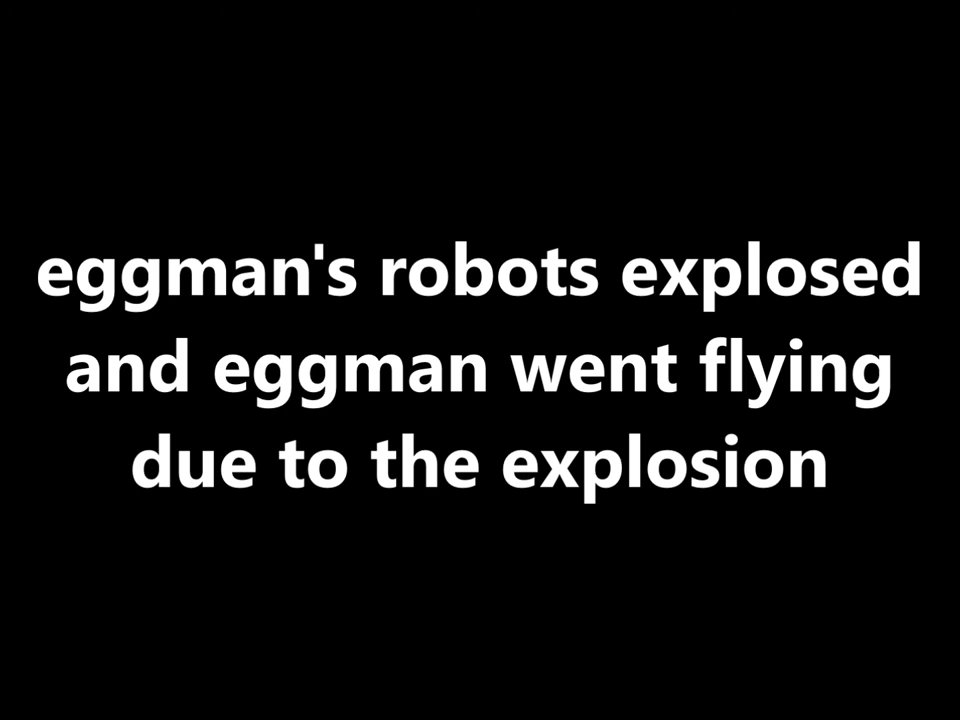 eggman's robots explosed
and eggman went flying
due to the explosion